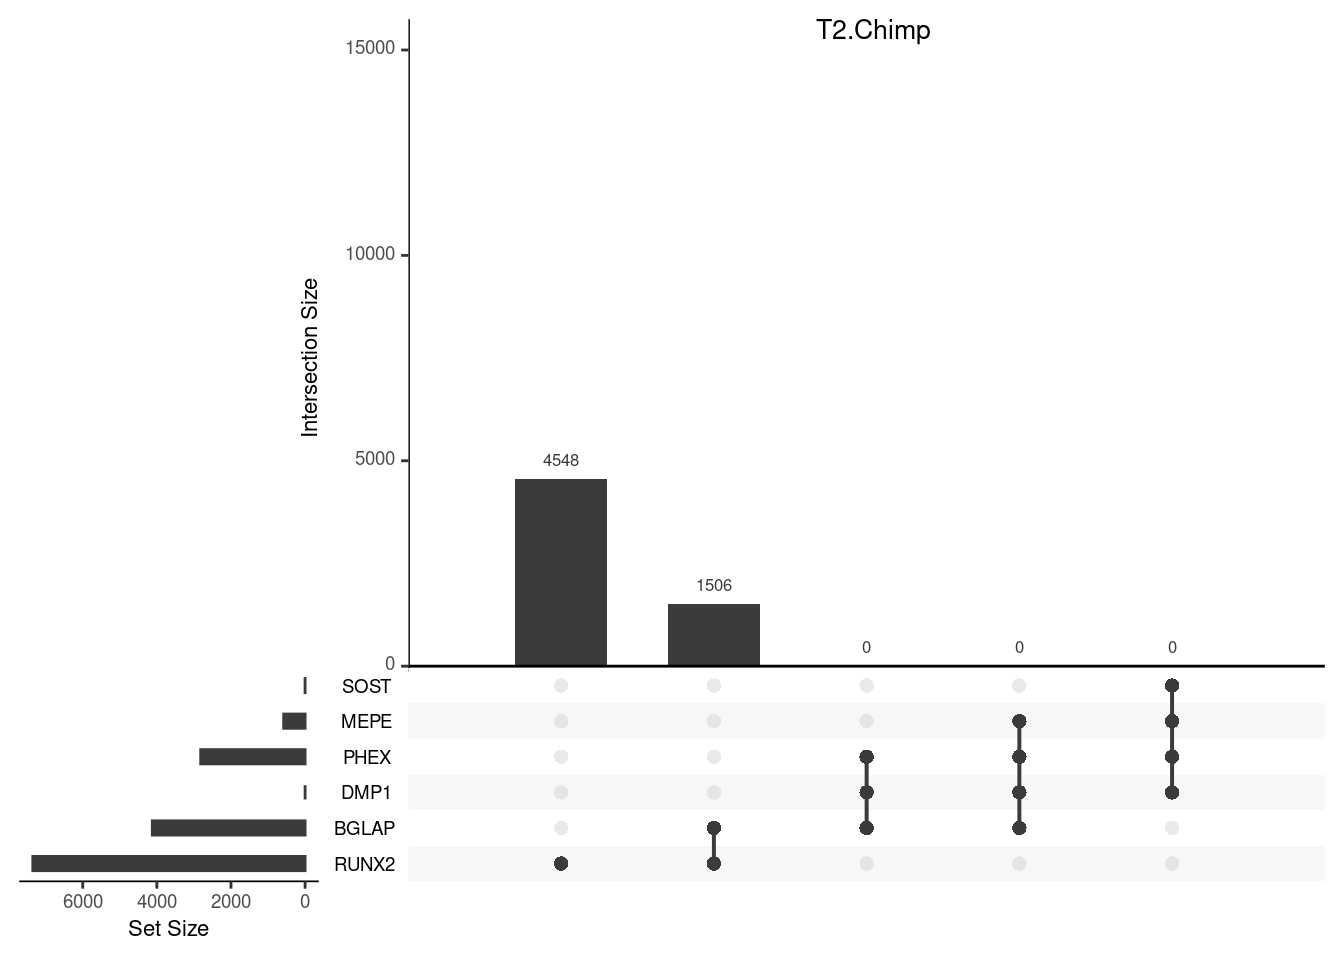 T2.Chimp
15000
10000
5000
0
Intersection Size
4548
1506
0
0
0
SOST
MEPE
PHEX
DMP1
BGLAP
RUNX2
6000 4000 2000 0
Set Size